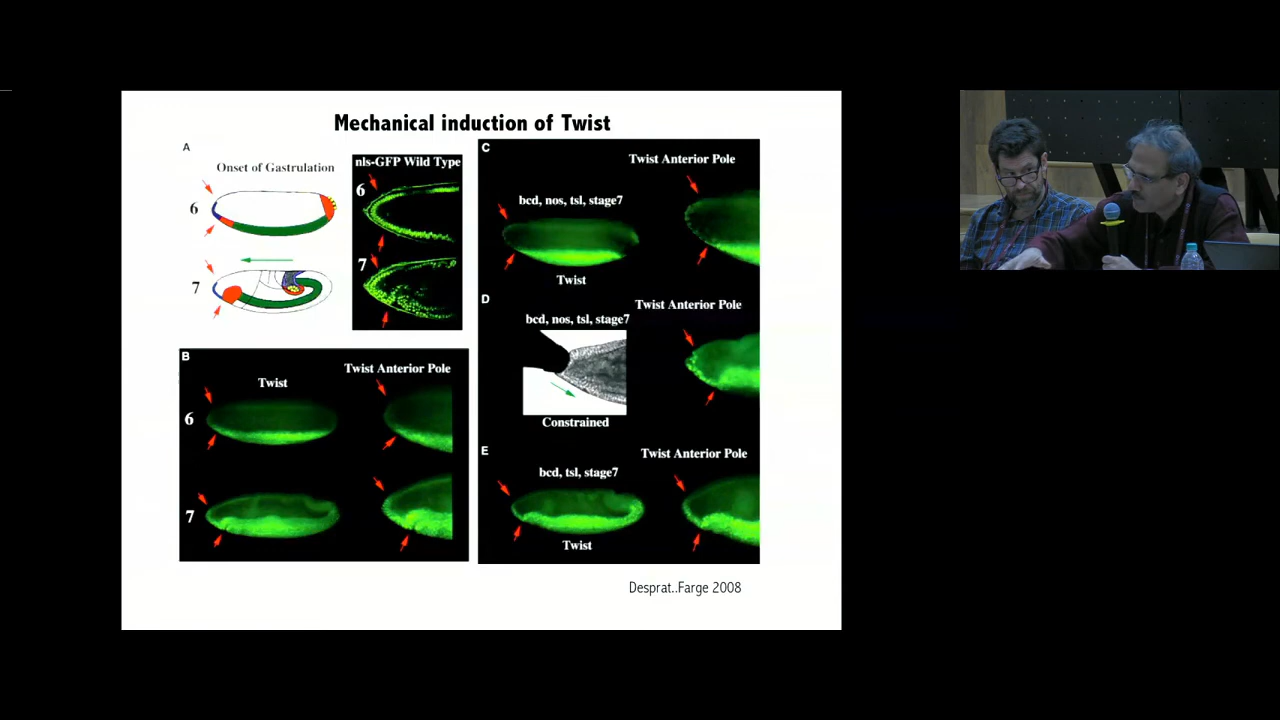 Mechanical induction of Twist
A
Onset of Gastrulation
6
7
nls-GFP Wild Type
6
7
B
Twist
Twist Anterior Pole
6
7
C
Twist Anterior Pole
bcd, nos, tsl, stage7
Twist
D
Twist Anterior Pole
bcd, nos, tsl, stage7
Constrained
E
Twist Anterior Pole
bcd, tsl, stage7
Twist
Desprat..Farge 2008